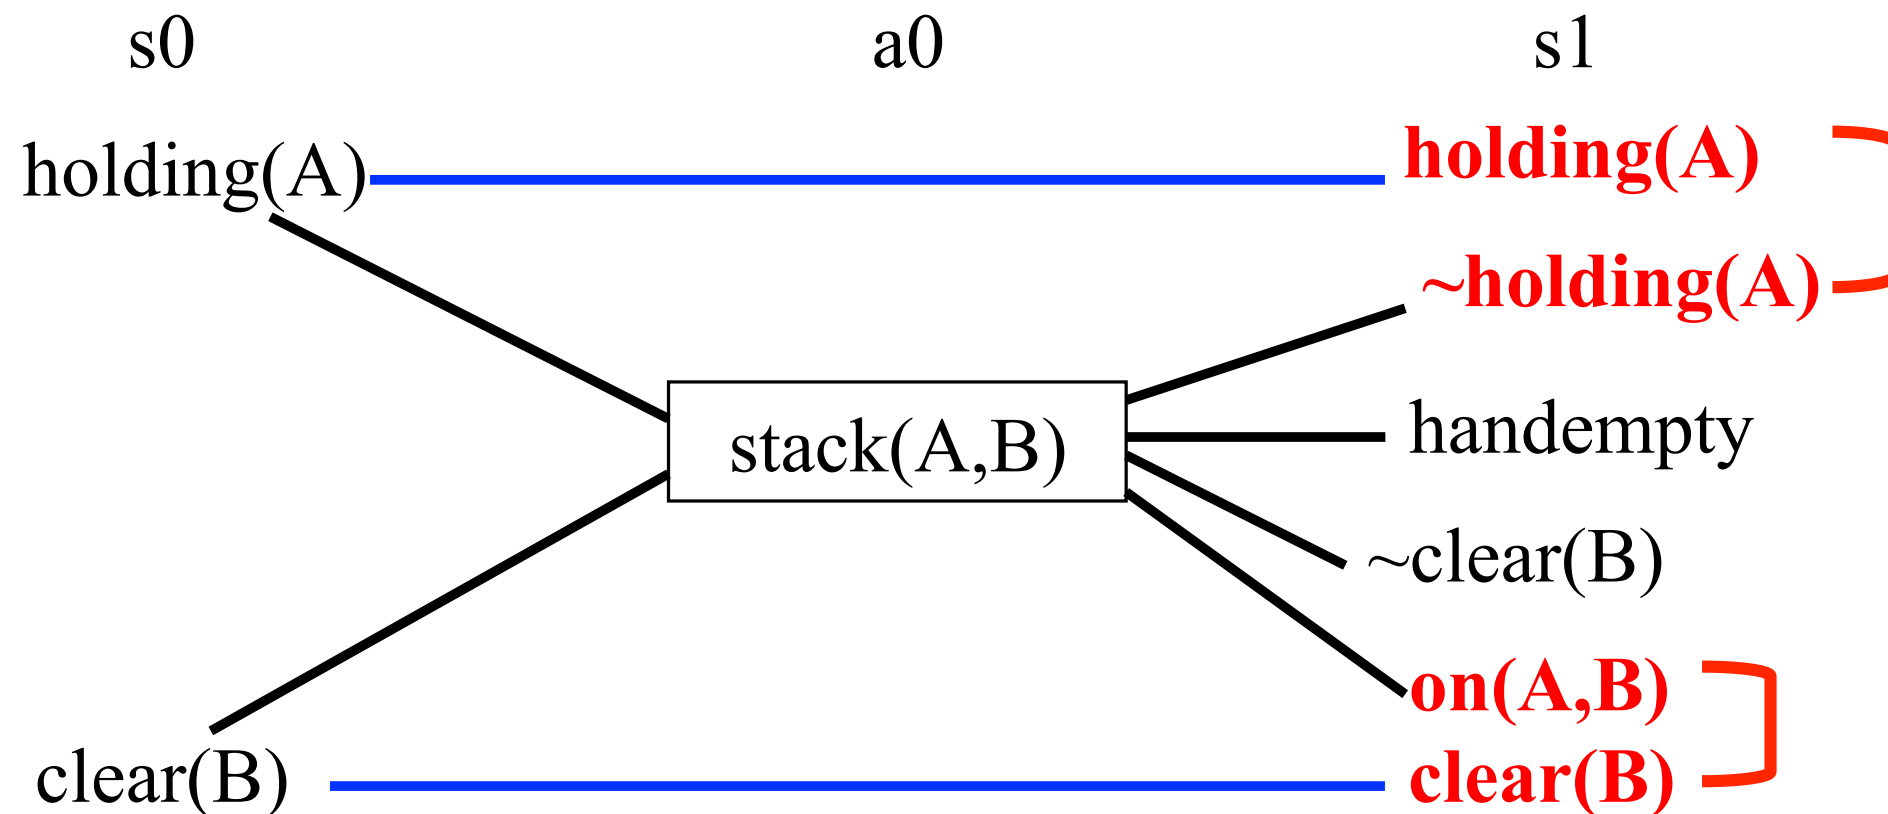 s0 a0 s1
holding(A) holding(A)
~holding(A)
handempty
stack(A,B)
~clear(B)
on(A,B)
clear(B) clear(B)